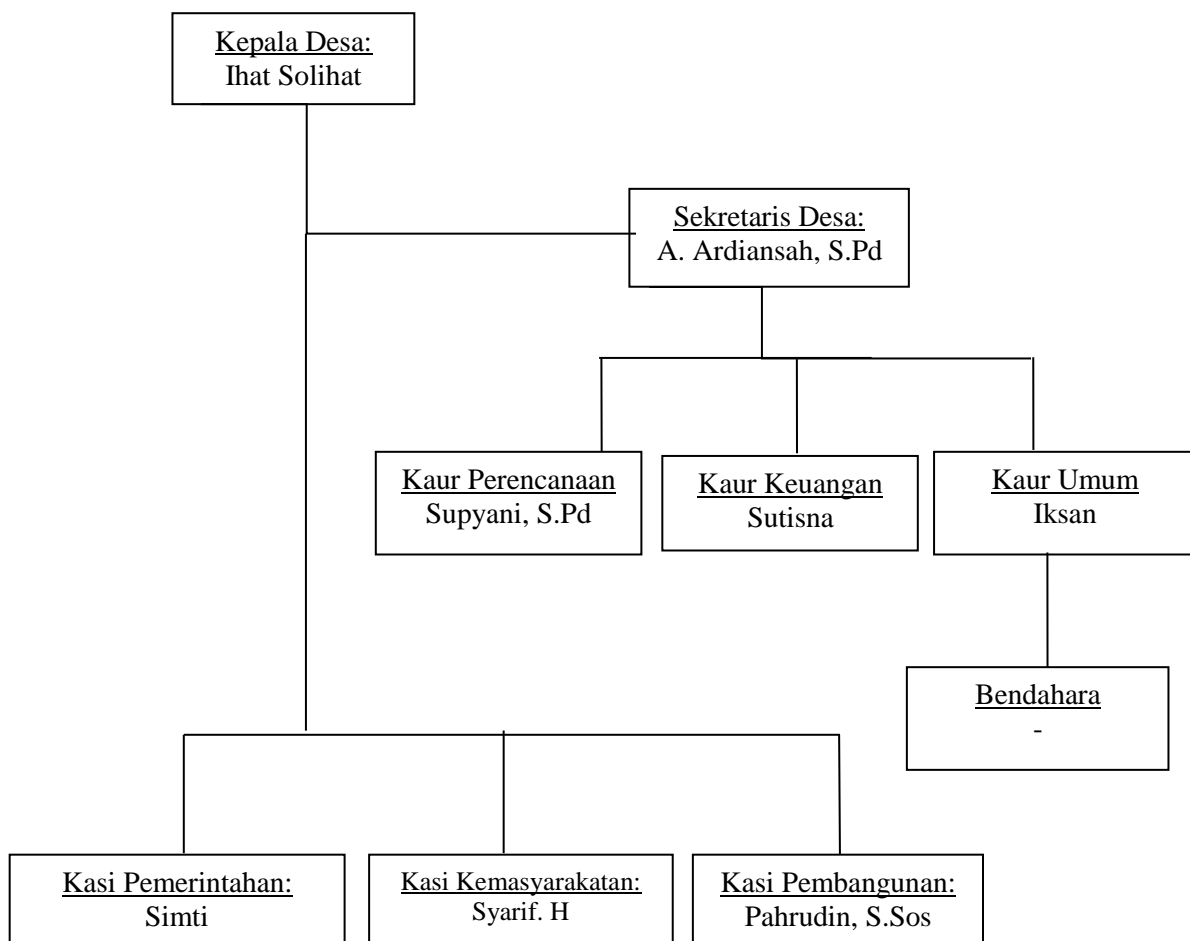 Kepala Desa:
Ihat Solihat
Sekretaris Desa:
A. Ardiansah, S.Pd
Kaur Perencanaan
Supyani, S.Pd
Kaur Keuangan
Sutisna
Kaur Umum
Iksan
Bendahara
-
Kasi Pemerintahan:
Simti
Kasi Kemasyarakatan:
Syarif. H
Kasi Pembangunan:
Pahrudin, S.Sos